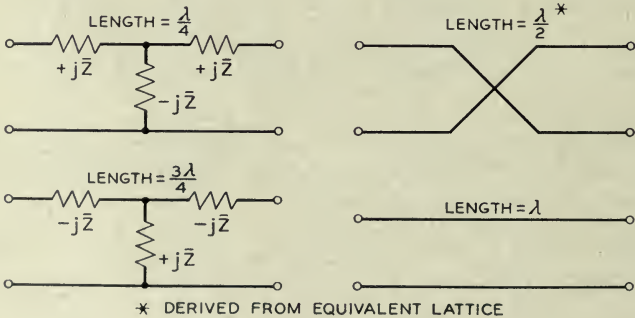 LENGTH = λ/4
+jZ̄ +jZ̄
-jZ̄
LENGTH = λ/2 *
LENGTH = 3λ/4
-jZ̄ -jZ̄
+jZ̄
LENGTH = λ
* DERIVED FROM EQUIVALENT LATTICE